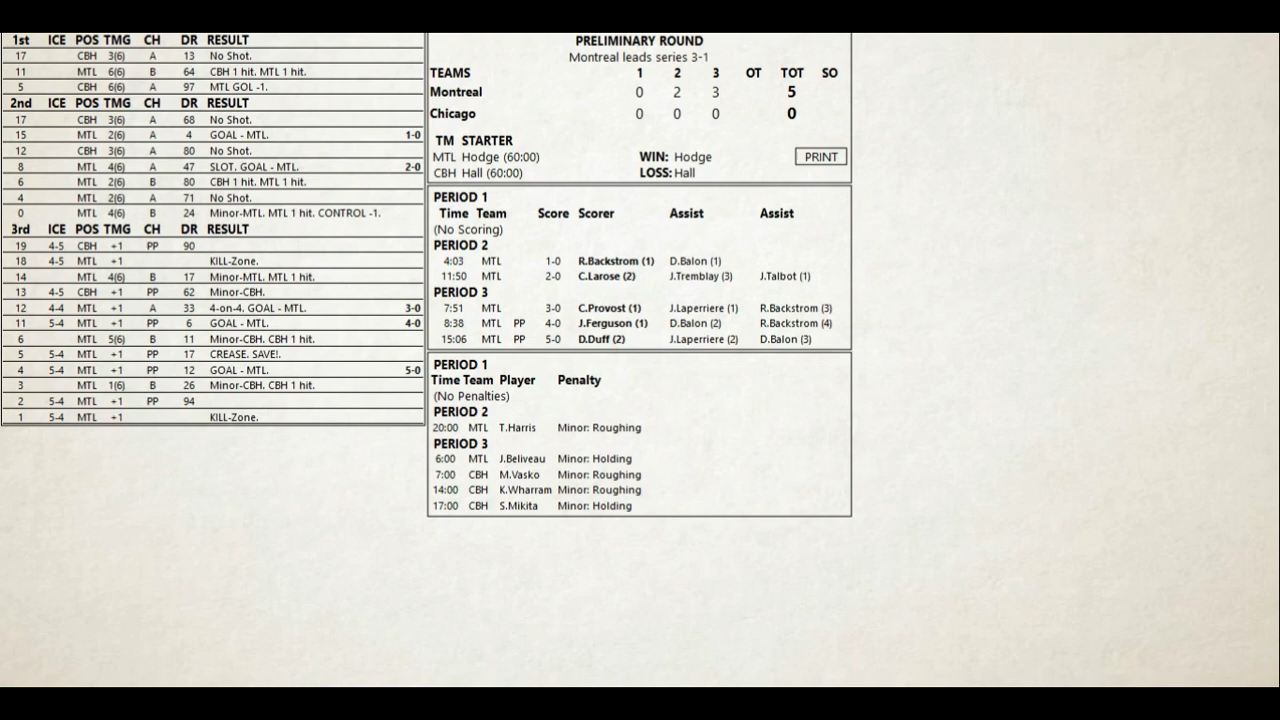 1st ICE POS TMG CH DR RESULT
17 CBH 3(6) A 13 No Shot.
11 MTL 6(6) B 64 CBH 1 hit. MTL 1 hit.
5 CBH 6(6) A 97 MTL GOL -1.
2nd ICE POS TMG CH DR RESULT
17 CBH 3(6) A 68 No Shot.
15 MTL 2(6) A 4 GOAL - MTL. 1-0
12 CBH 3(6) A 80 No Shot.
8 MTL 4(6) A 47 SLOT. GOAL - MTL. 2-0
6 MTL 2(6) B 80 CBH 1 hit. MTL 1 hit.
4 MTL 2(6) A 71 No Shot.
0 MTL 4(6) B 24 Minor-MTL. MTL 1 hit. CONTROL -1.
3rd ICE POS TMG CH DR RESULT
19 4-5 CBH +1 PP 90
18 4-5 MTL +1 KILL-Zone.
14 MTL 4(6) B 17 Minor-MTL. MTL 1 hit.
13 4-5 CBH +1 PP 62 Minor-CBH.
12 4-4 MTL +1 A 33 4-on-4. GOAL - MTL. 3-0
11 5-4 MTL +1 PP 6 GOAL - MTL. 4-0
6 MTL 5(6) B 11 Minor-CBH. CBH 1 hit.
5 5-4 MTL +1 PP 17 CREASE. SAVE!.
4 5-4 MTL +1 PP 12 GOAL - MTL. 5-0
3 MTL 1(6) B 26 Minor-CBH. CBH 1 hit.
2 5-4 MTL +1 PP 94
1 5-4 MTL +1 KILL-Zone.
PRELIMINARY ROUND
Montreal leads series 3-1
TEAMS 1 2 3 OT TOT SO
Montreal 0 2 3 5
Chicago 0 0 0 0
TM STARTER
MTL Hodge (60:00) WIN: Hodge PRINT
CBH Hall (60:00) LOSS: Hall
PERIOD 1
Time Team Score Scorer Assist Assist
(No Scoring)
PERIOD 2
4:03 MTL 1-0 R.Backstrom (1) D.Balon (1)
11:50 MTL 2-0 C.Larose (2) J.Tremblay (3) J.Talbot (1)
PERIOD 3
7:51 MTL 3-0 C.Provost (1) J.Laperriere (1) R.Backstrom (3)
8:38 MTL PP 4-0 J.Ferguson (1) D.Balon (2) R.Backstrom (4)
15:06 MTL PP 5-0 D.Duff (2) J.Laperriere (2) D.Balon (3)
PERIOD 1
Time Team Player Penalty
(No Penalties)
PERIOD 2
20:00 MTL T.Harris Minor: Roughing
PERIOD 3
6:00 MTL J.Beliveau Minor: Holding
7:00 CBH M.Vasko Minor: Roughing
14:00 CBH K.Wharram Minor: Roughing
17:00 CBH S.Mikita Minor: Holding